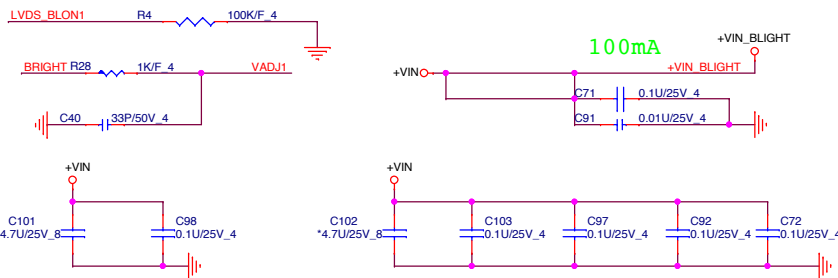 LVDS_BLON1 R4 100K/F_4
100mA
+VIN_BLIGHT
BRIGHT R28 1K/F_4 VADJ1
+VIN +VIN_BLIGHT
C71 0.1U/25V_4
C40 33P/50V_4
C91 0.01U/25V_4
+VIN +VIN
C101 C98 C102 C103 C97 C92 C72
4.7U/25V_8 0.1U/25V_4 *4.7U/25V_8 0.1U/25V_4 0.1U/25V_4 0.1U/25V_4 0.1U/25V_4